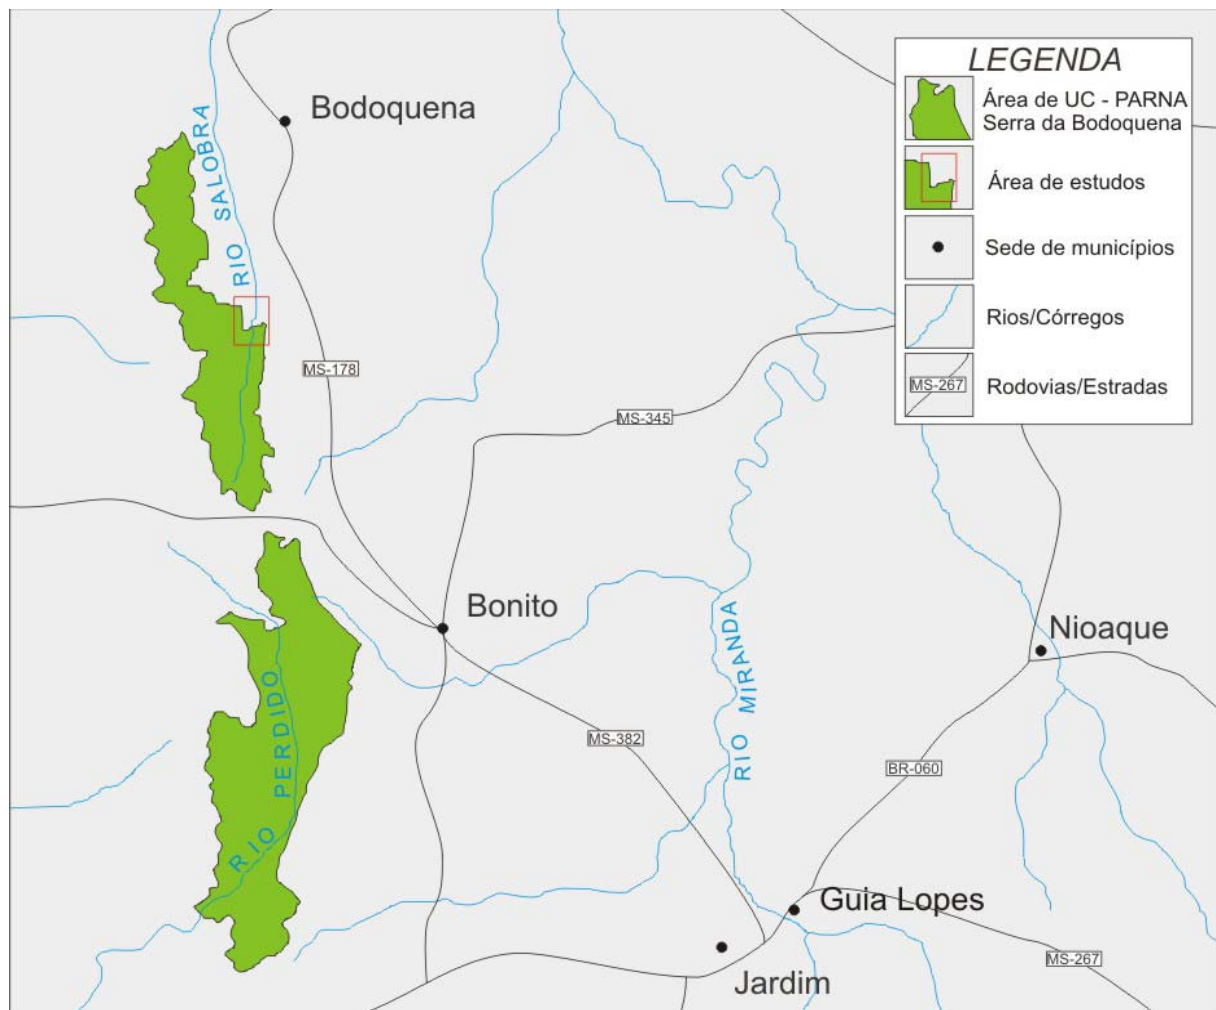 LEGENDA
Área de UC - PARNA
Serra da Bodoquena
Área de estudos
Sede de municípios
Rios/Córregos
MS-267
Rodovias/Estradas
Bodoquena
RIO SALOBRA
MS-178
MS-345
Bonito
Nioaque
RIO MIRANDA
RIO PERDIDO
MS-382
BR-060
Guia Lopes
MS-267
Jardim